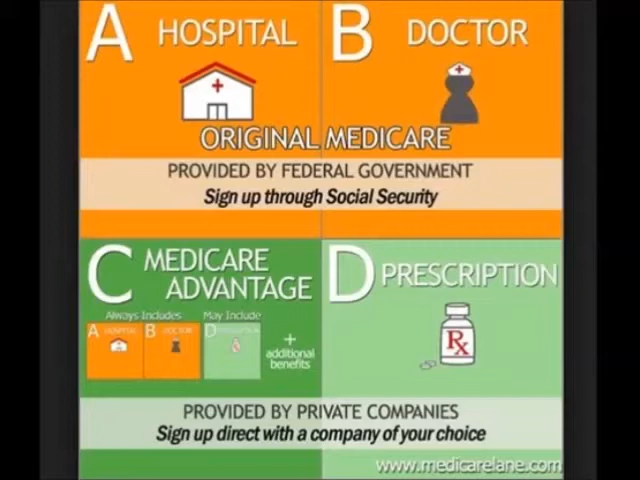 A HOSPITAL
B DOCTOR
ORIGINAL MEDICARE
PROVIDED BY FEDERAL GOVERNMENT
Sign up through Social Security
C MEDICARE
ADVANTAGE
Always Includes
May Include
A HOSPITAL
B DOCTOR
D PRESCRIPTION
+
additional
benefits
D PRESCRIPTION
Rx
PROVIDED BY PRIVATE COMPANIES
Sign up direct with a company of your choice
www.medicarelane.com